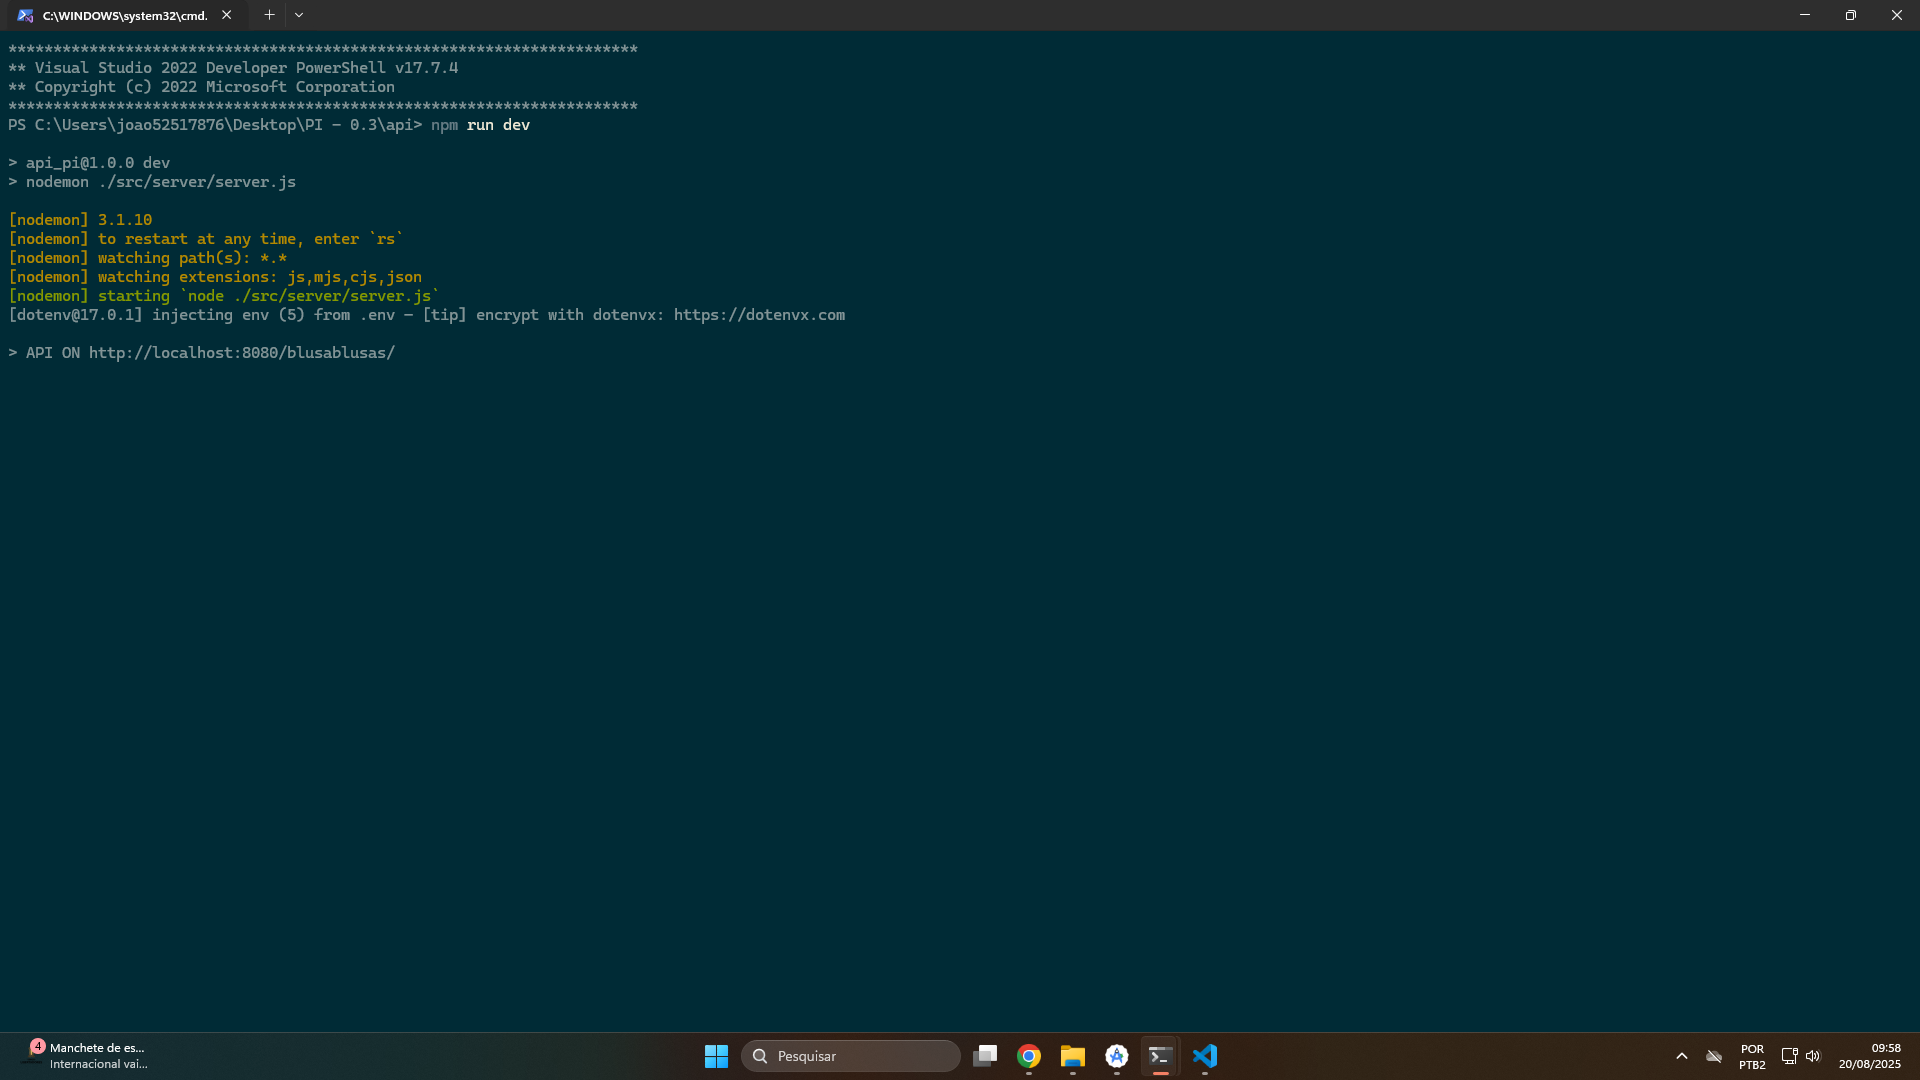 C:\WINDOWS\system32\cmd.
**********************************************************************
** Visual Studio 2022 Developer PowerShell v17.7.4
** Copyright (c) 2022 Microsoft Corporation
**********************************************************************
PS C:\Users\joao52517876\Desktop\PI - 0.3\api> npm run dev
> api_pi@1.0.0 dev
> nodemon ./src/server/server.js
[nodemon] 3.1.10
[nodemon] to restart at any time, enter `rs`
[nodemon] watching path(s): *.*
[nodemon] watching extensions: js,mjs,cjs,json
[nodemon] starting `node ./src/server/server.js`
[dotenv@17.0.1] injecting env (5) from .env – [tip] encrypt with dotenvx: https://dotenvx.com
> API ON http://localhost:8080/blusablusas/
4
Manchete de es...
Internacional vai...
Pesquisar
POR
PTB2
09:58
20/08/2025